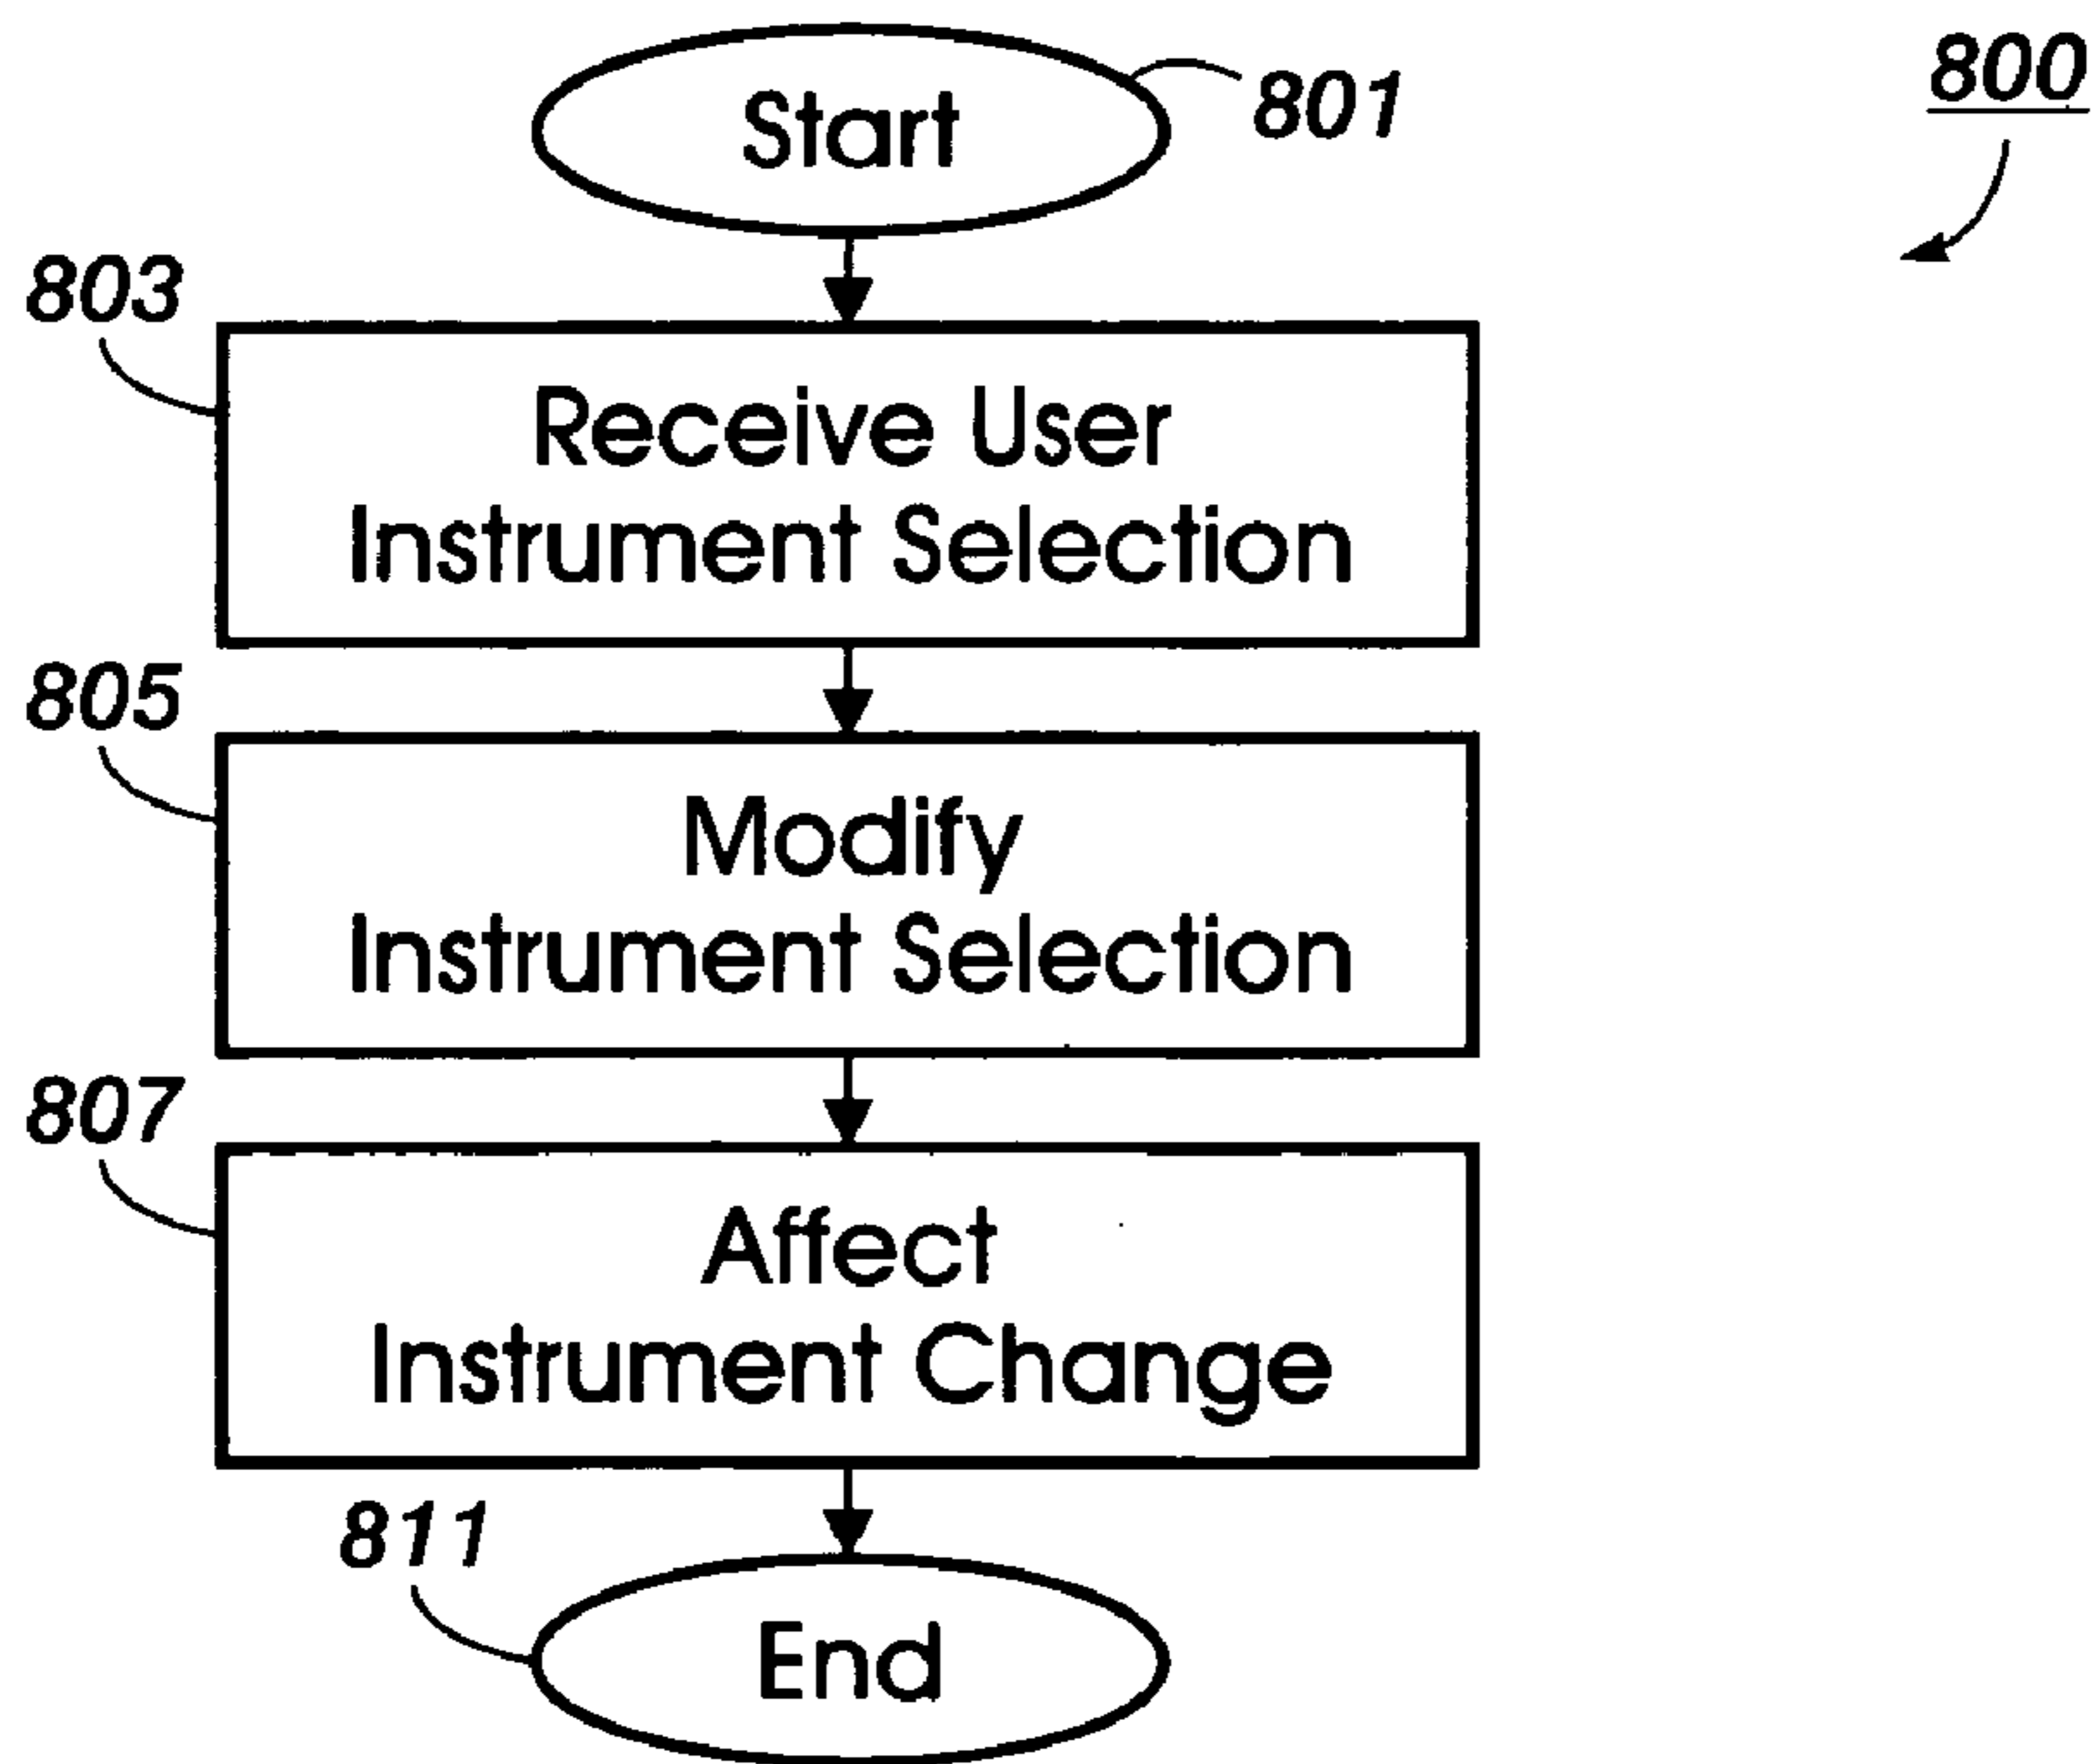 Start
801
800
803
Receive User
Instrument Selection
805
Modify
Instrument Selection
807
Affect
Instrument Change
811
End